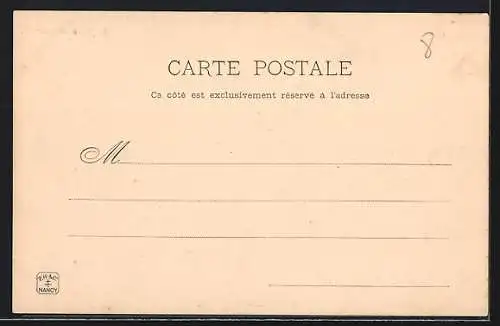 8
CARTE POSTALE
Ce côté est exclusivement réservé à l'adresse
M
NANCY